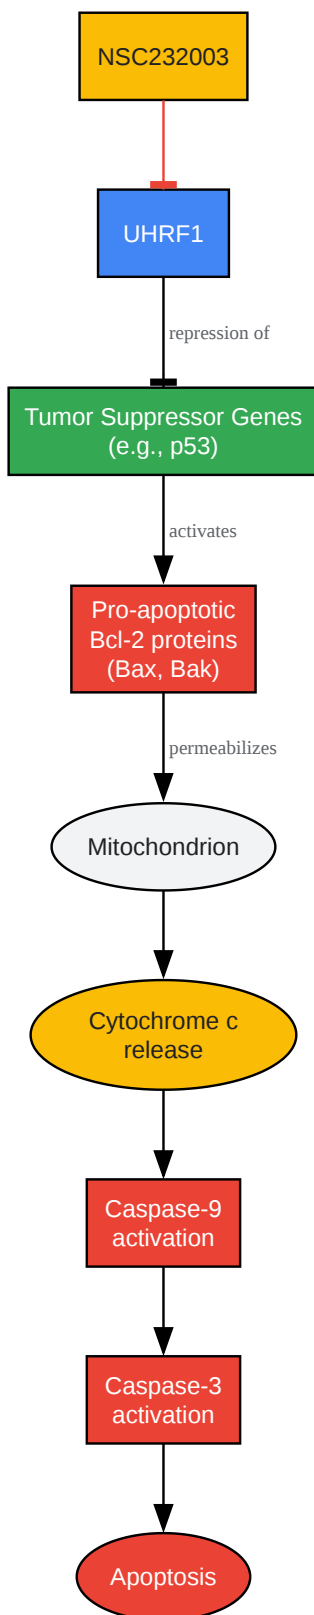 NSC232003
UHRF1
repression of
Tumor Suppressor Genes
(e.g., p53)
activates
Pro-apoptotic
Bcl-2 proteins
(Bax, Bak)
permeabilizes
Mitochondrion
Cytochrome c
release
Caspase-9
activation
Caspase-3
activation
Apoptosis